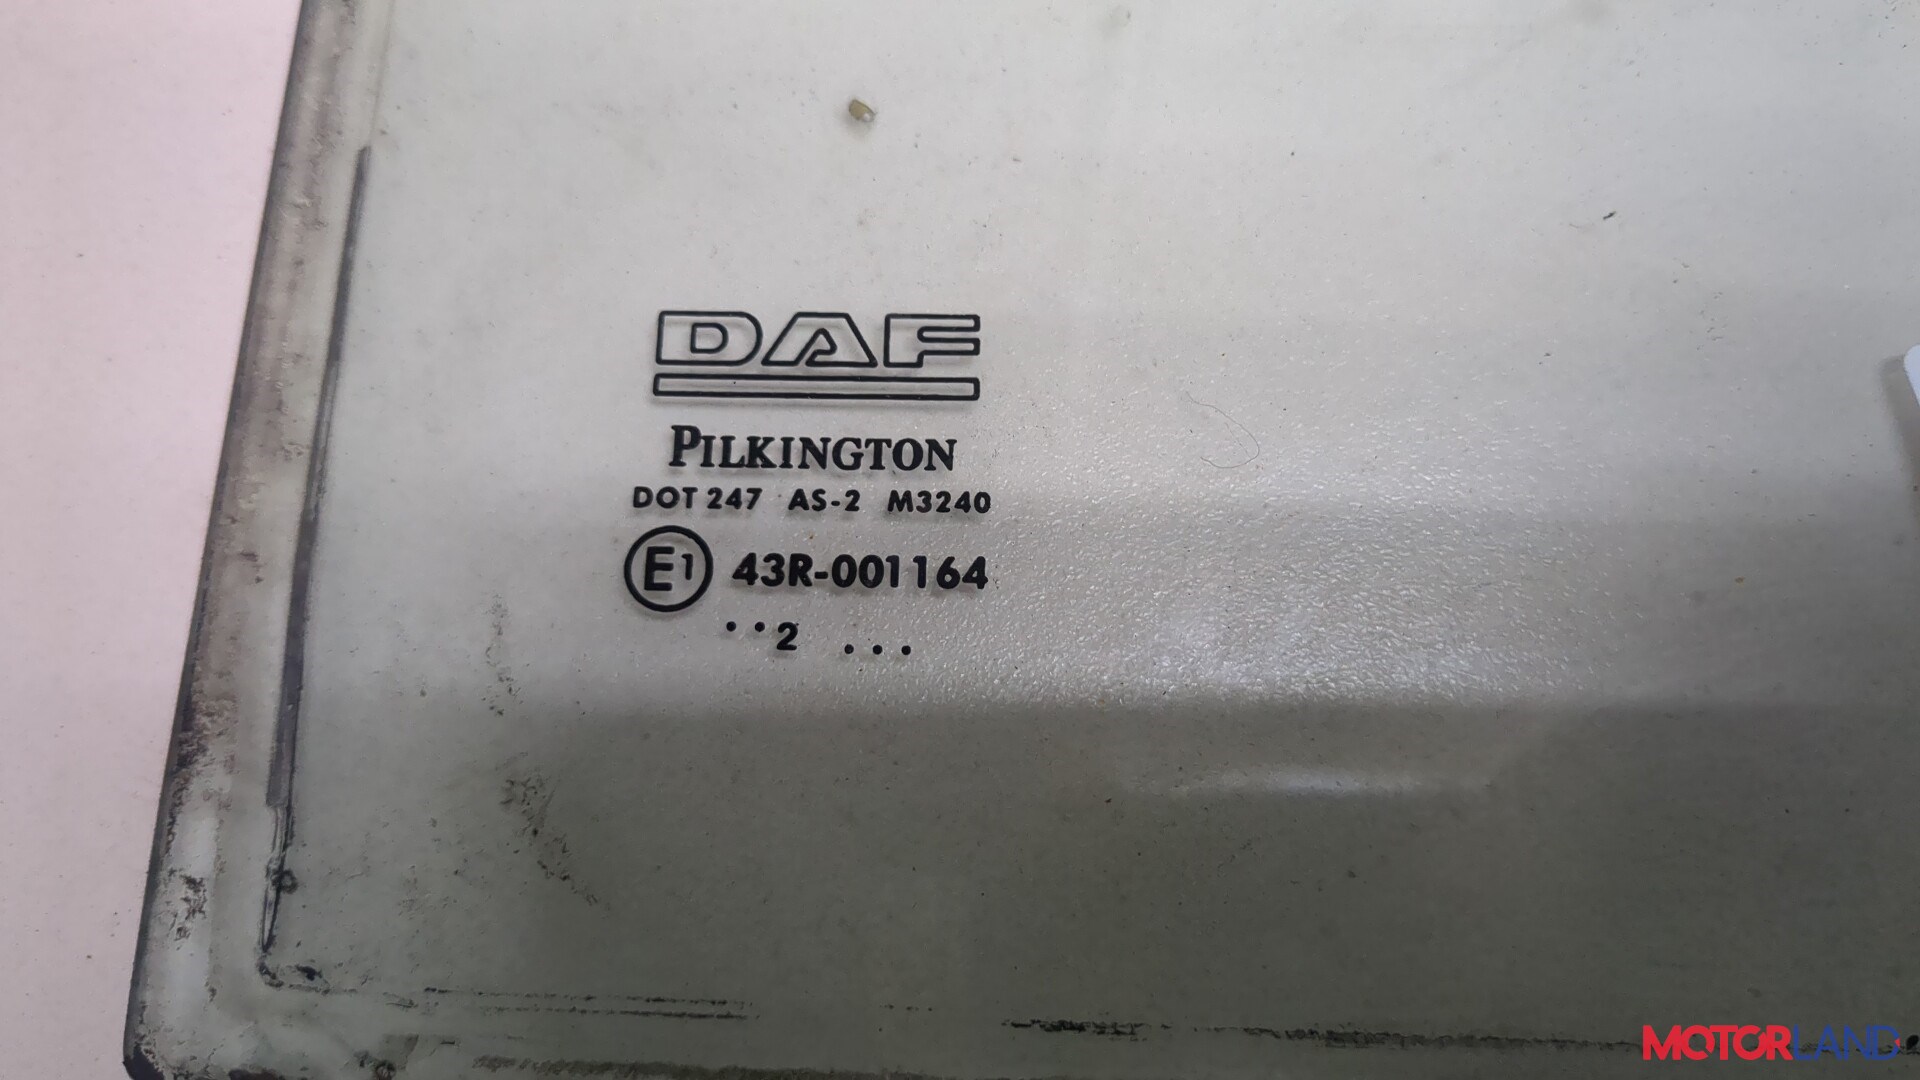 DAF
PILKINGTON
DOT 247 AS-2 M3240
E1 43R-001164
..2 ...
MOTORLAND